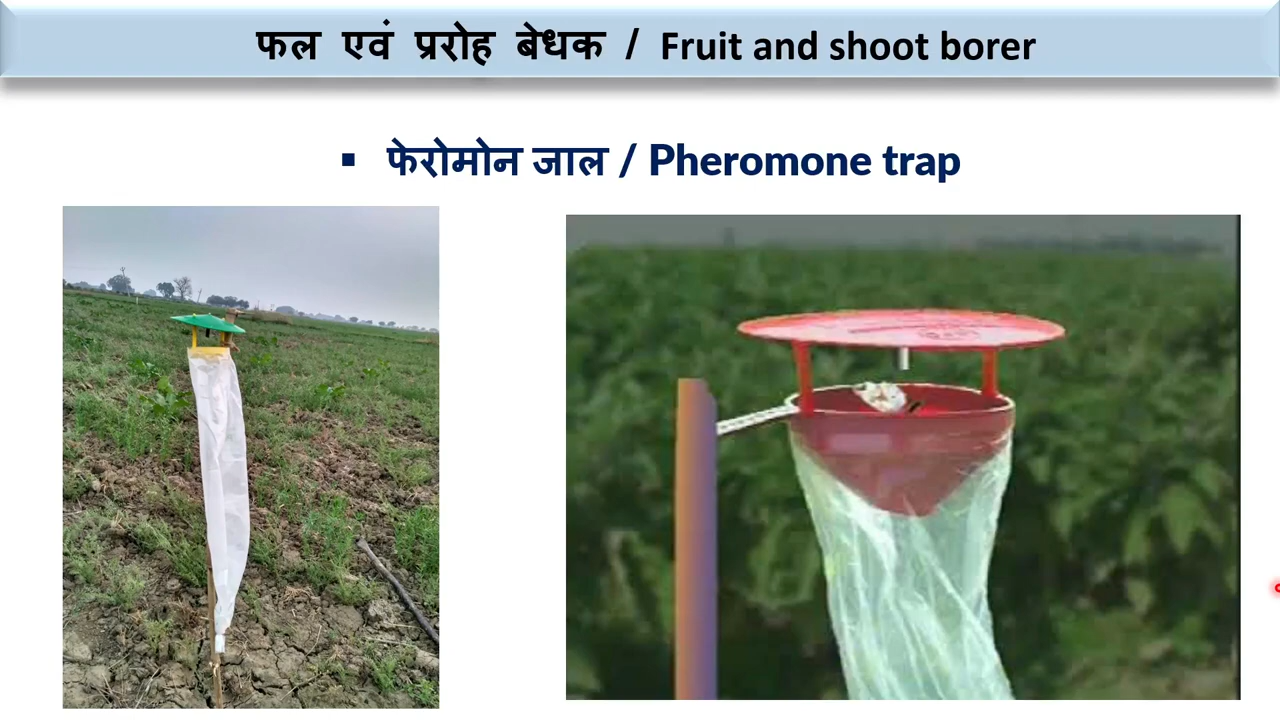 फल एवं प्ररोह बेधक / Fruit and shoot borer
▪ फेरोमोन जाल / Pheromone trap